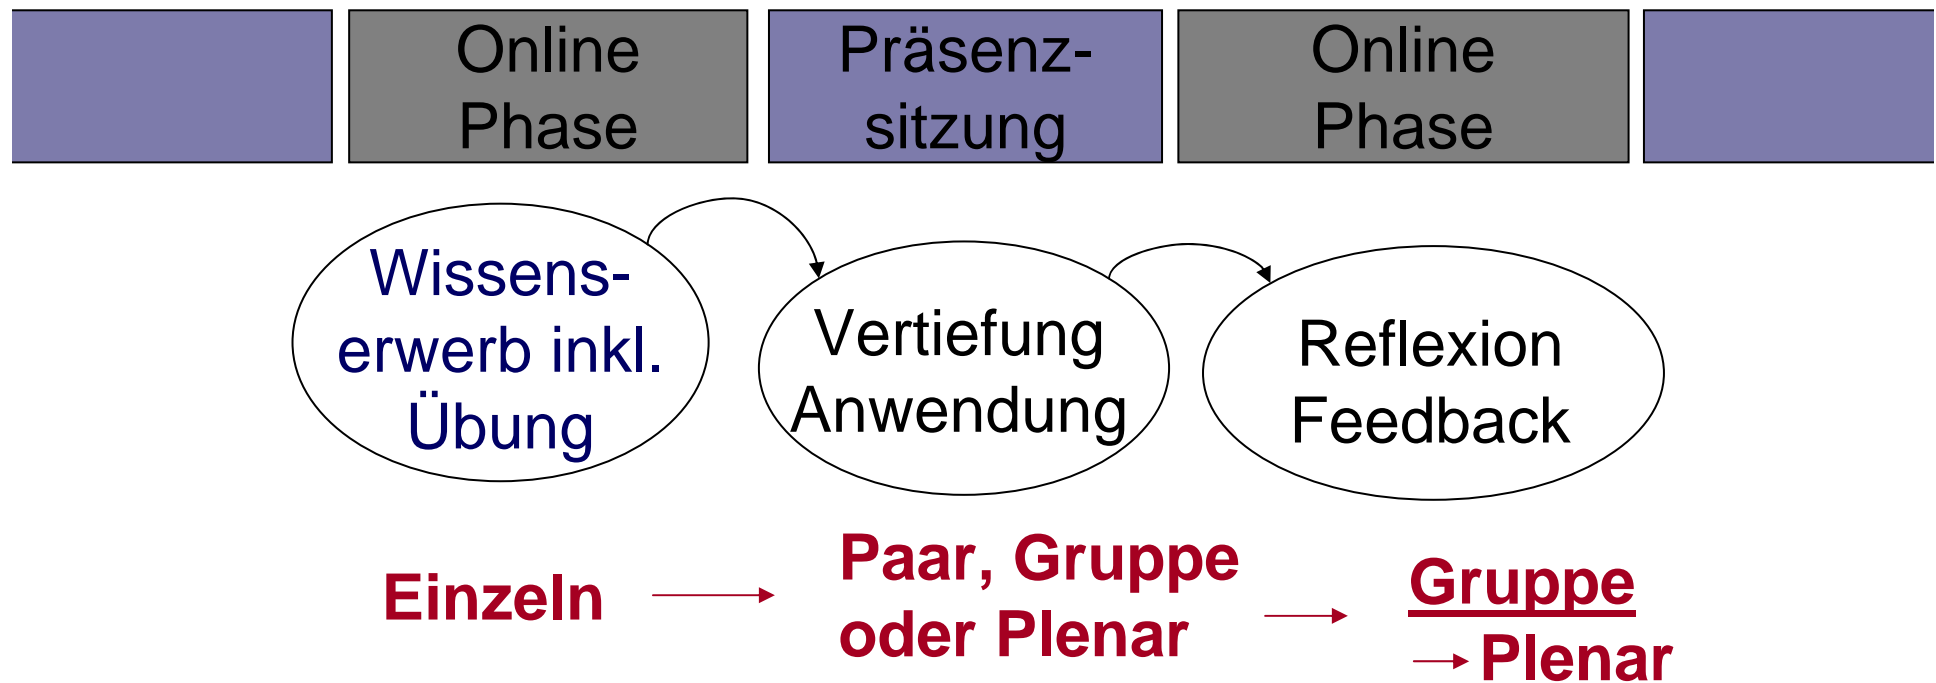 Online
Phase
Präsenz-
sitzung
Online
Phase
Wissens-
erwerb inkl.
Übung
Vertiefung
Anwendung
Reflexion
Feedback
Einzeln
Paar, Gruppe
oder Plenar
Gruppe
Plenar